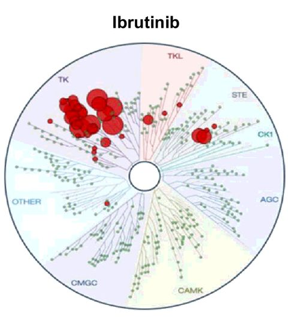 Ibrutinib
TKL
TK
STE
CK1
OTHER
AGC
CMGC
CAMK